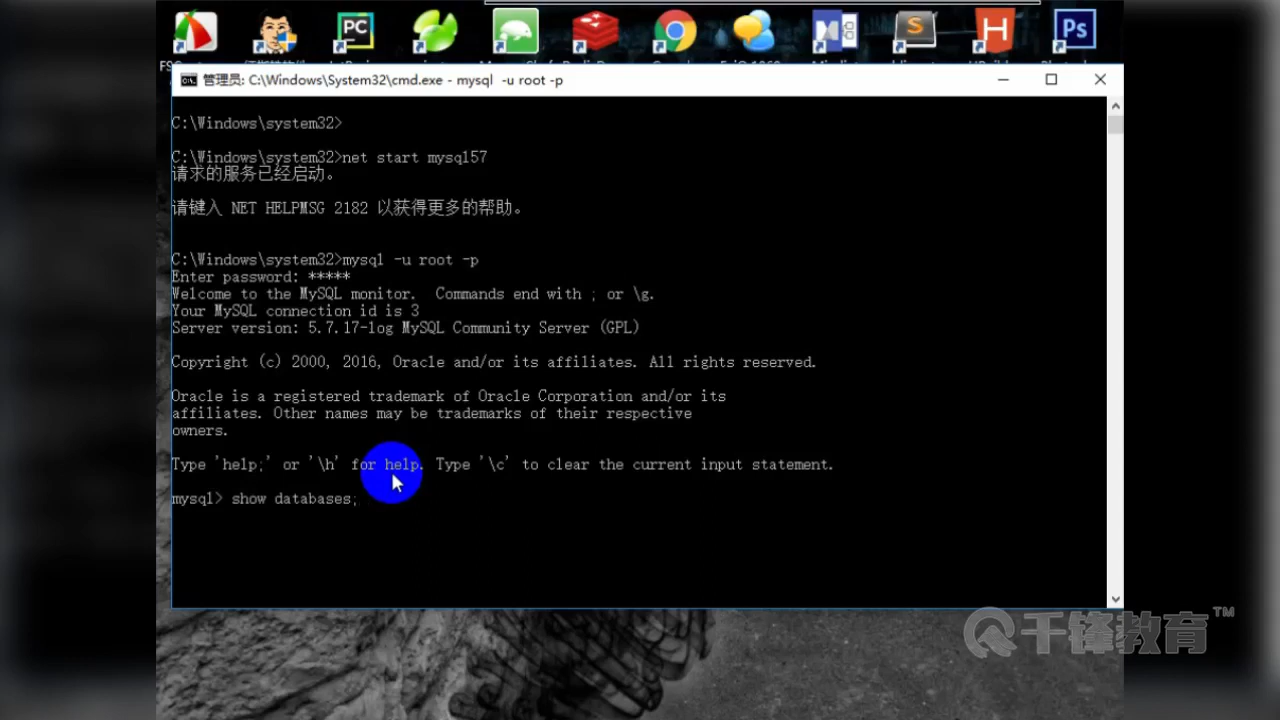 PC
S
H
Ps
管理员: C:\Windows\System32\cmd.exe - mysql -u root -p
C:\Windows\system32>
C:\Windows\system32>net start mysql57
请求的服务已经启动。
请键入 NET HELPMSG 2182 以获得更多的帮助。
C:\Windows\system32>mysql -u root -p
Enter password: *****
Welcome to the MySQL monitor.  Commands end with ; or \g.
Your MySQL connection id is 3
Server version: 5.7.17-log MySQL Community Server (GPL)
Copyright (c) 2000, 2016, Oracle and/or its affiliates. All rights reserved.
Oracle is a registered trademark of Oracle Corporation and/or its
affiliates. Other names may be trademarks of their respective
owners.
Type 'help;' or '\h' for help. Type '\c' to clear the current input statement.
mysql> show databases;
千锋教育™